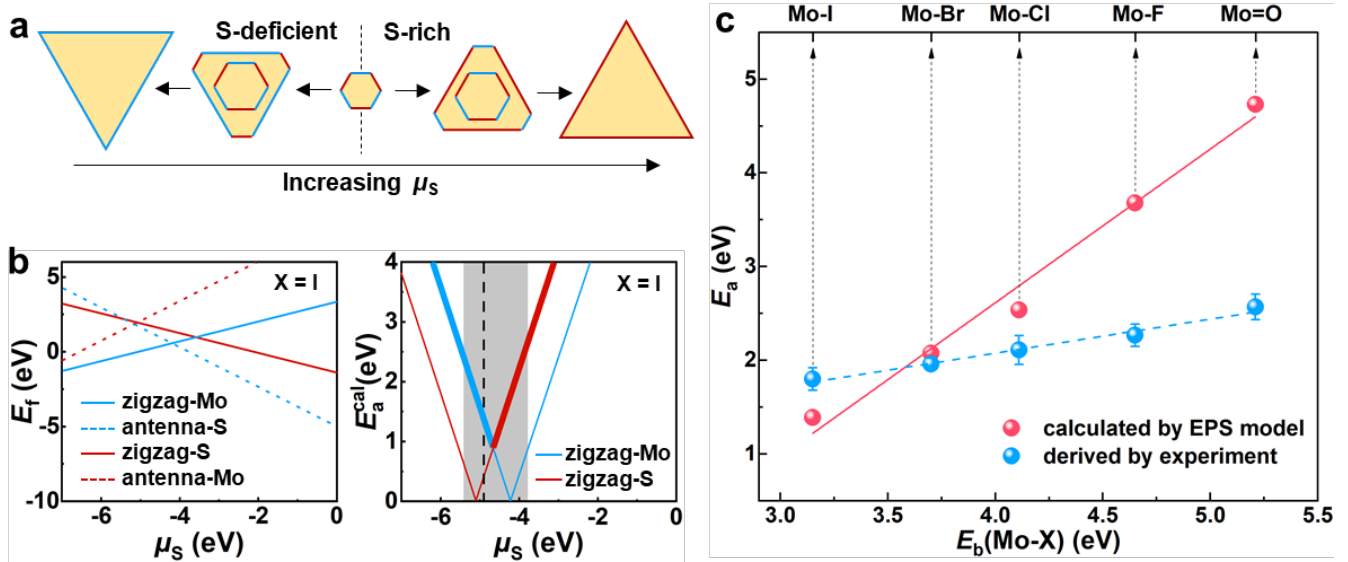 a
S-deficient
S-rich
Increasing μS
b
X = I
Ef (eV)
5
0
-5
-10
zigzag-Mo
antenna-S
zigzag-S
antenna-Mo
-6
-4
-2
0
μS (eV)
X = I
Eacal(eV)
4
3
2
1
0
zigzag-Mo
zigzag-S
-6
-4
-2
0
μS (eV)
c
Mo-I
Mo-Br
Mo-Cl
Mo-F
Mo=O
Ea (eV)
5
4
3
2
1
calculated by EPS model
derived by experiment
3.0
3.5
4.0
4.5
5.0
5.5
Eb(Mo-X) (eV)